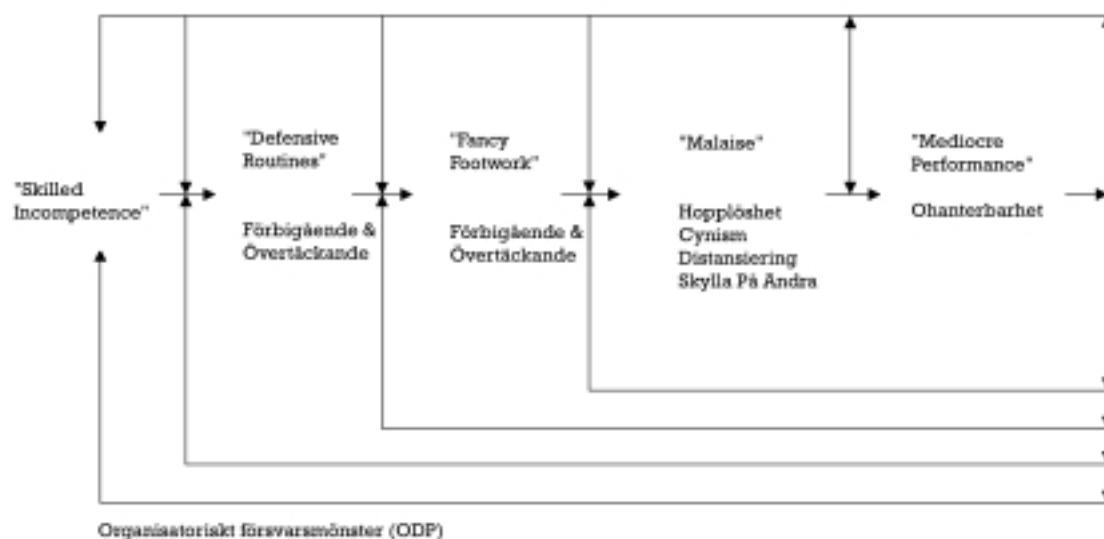 "Skilled
Incompetence"
"Defensive
Routines"
Förbigående &
Övertäckande
"Fancy
Footwork"
Förbigående &
Övertäckande
"Malaise"
Hopplöshet
Cynism
Distansiering
Skylla På Andra
"Mediocre
Performance"
Ohanterbarhet
Organisatoriskt försvarsmönster (ODP)